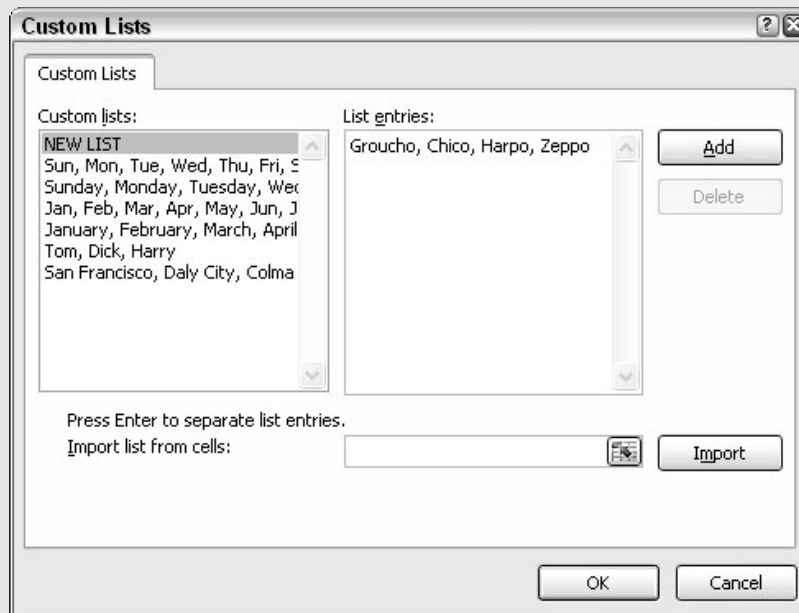 Custom Lists
Custom Lists
Custom lists:
NEW LIST
Sun, Mon, Tue, Wed, Thu, Fri, S
Sunday, Monday, Tuesday, Wed
Jan, Feb, Mar, Apr, May, Jun, J
January, February, March, April
Tom, Dick, Harry
San Francisco, Daly City, Colma
List entries:
Groucho, Chico, Harpo, Zeppo
Add
Delete
Press Enter to separate list entries.
Import list from cells:
Import
OK
Cancel